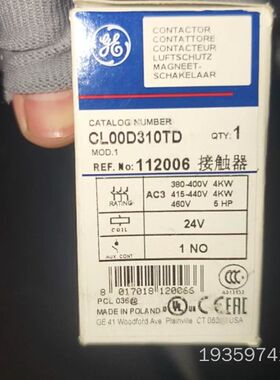 CONTACTOR
CONTATTORE
CONTACTEUR
LUFTSCHUTZ
MAGNEET-
SCHAKELAAR
CATALOG NUMBER
CL00D310TD QTY: 1
MOD.1
REF. No: 112006 接触器
380-400V 4KW
AC3 415-440V 4KW
RATING 460V 5 HP
COIL 24V
AUX. CONT. 1 NO
8 017018 120066
PCL 036
MADE IN POLAND
GE 41 Woodford Ave. Plainville CT 06062 USA
1935974